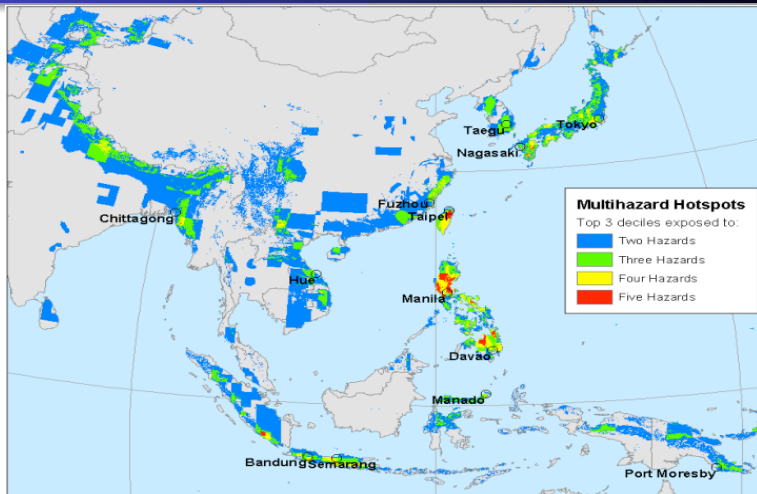 Taegu
Tokyo
Nagasaki
Fuzhou
Taipei
Chittagong
Hue
Manila
Davao
Manado
Bandung
Semarang
Port Moresby
Multihazard Hotspots
Top 3 deciles exposed to:
Two Hazards
Three Hazards
Four Hazards
Five Hazards